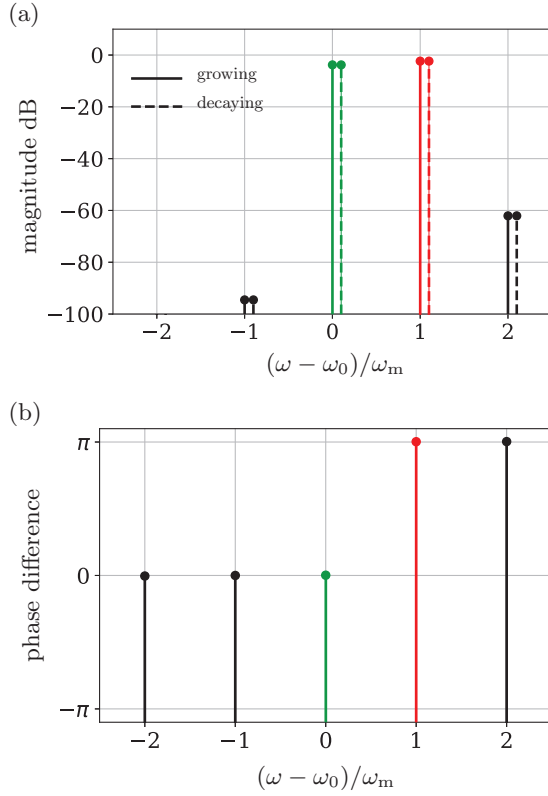 (a)
magnitude dB
0
−20
−40
−60
−80
−100
growing
decaying
−2 −1 0 1 2
(ω − ω₀)/ωₘ
(b)
phase difference
π
0
−π
−2 −1 0 1 2
(ω − ω₀)/ωₘ